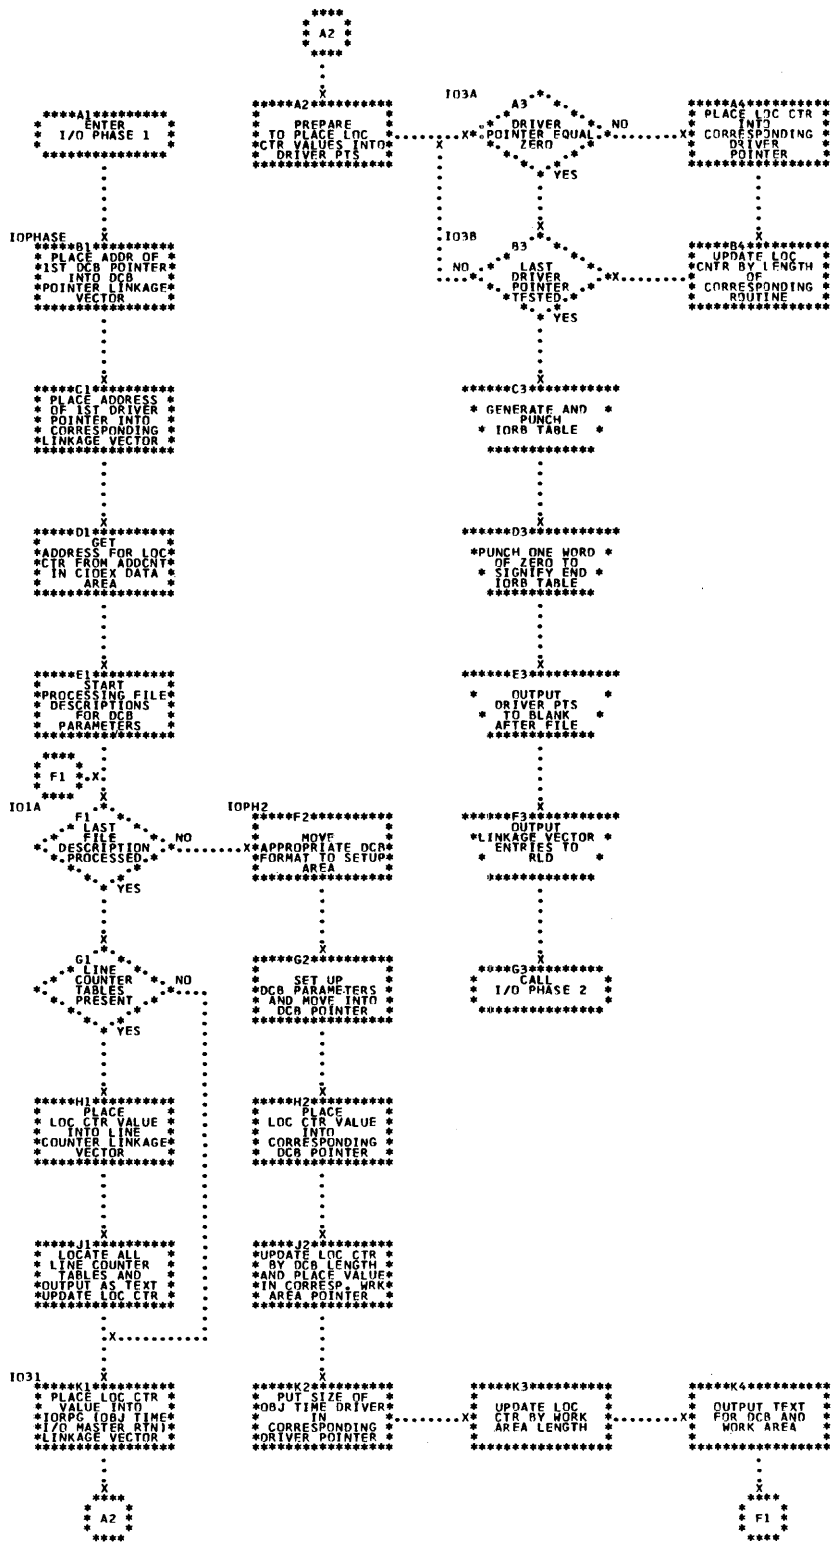 A2
A1
ENTER
I/O PHASE 1
A2
PREPARE
TO PLACE LOC
CTR VALUES INTO
DRIVER PTS
IO3A
A3
DRIVER
POINTER EQUAL
ZERO
NO
YES
A4
PLACE LOC CTR
INTO
CORRESPONDING
DRIVER
POINTER
IOPHASE
B1
PLACE ADDR OF
1ST DCB POINTER
INTO DCB
POINTER LINKAGE
VECTOR
IO3B
B3
NO
LAST
DRIVER
POINTER
TESTED
YES
B4
UPDATE LOC
CNTR BY LENGTH
OF
CORRESPONDING
ROUTINE
C1
PLACE ADDRESS
OF 1ST DRIVER
POINTER INTO
CORRESPONDING
LINKAGE VECTOR
C3
GENERATE AND
PUNCH
IORB TABLE
D1
GET
ADDRESS FOR LOC
CTR FROM ADDCNT
IN CIOEX DATA
AREA
D3
PUNCH ONE WORD
OF ZERO TO
SIGNIFY END
IORB TABLE
E1
START
PROCESSING FILE
DESCRIPTIONS
FOR DCB
PARAMETERS
E3
OUTPUT
DRIVER PTS
TO BLANK
AFTER FILE
F1
IO1A
F1
LAST
FILE
DESCRIPTION
PROCESSED
NO
YES
IOPH2
F2
MOVE
APPROPRIATE DCB
FORMAT TO SETUP
AREA
F3
OUTPUT
LINKAGE VECTOR
ENTRIES TO
RLD
G1
LINE
COUNTER
TABLES
PRESENT
NO
YES
G2
SET UP
DCB PARAMETERS
AND MOVE INTO
DCB POINTER
G3
CALL
I/O PHASE 2
H1
PLACE
LOC CTR VALUE
INTO LINE
COUNTER LINKAGE
VECTOR
H2
PLACE
LOC CTR VALUE
INTO
CORRESPONDING
DCB POINTER
J1
LOCATE ALL
LINE COUNTER
TABLES AND
OUTPUT AS TEXT
UPDATE LOC CTR
J2
UPDATE LOC CTR
BY DCB LENGTH
AND PLACE VALUE
IN CORRESP. WRK
AREA POINTER
IO31
K1
PLACE LOC CTR
VALUE INTO
IORPG (OBJ TIME
I/O MASTER RTN)
LINKAGE VECTOR
K2
PUT SIZE OF
OBJ TIME DRIVER
IN
CORRESPONDING
DRIVER POINTER
K3
UPDATE LOC
CTR BY WORK
AREA LENGTH
K4
OUTPUT TEXT
FOR DCB AND
WORK AREA
A2
F1